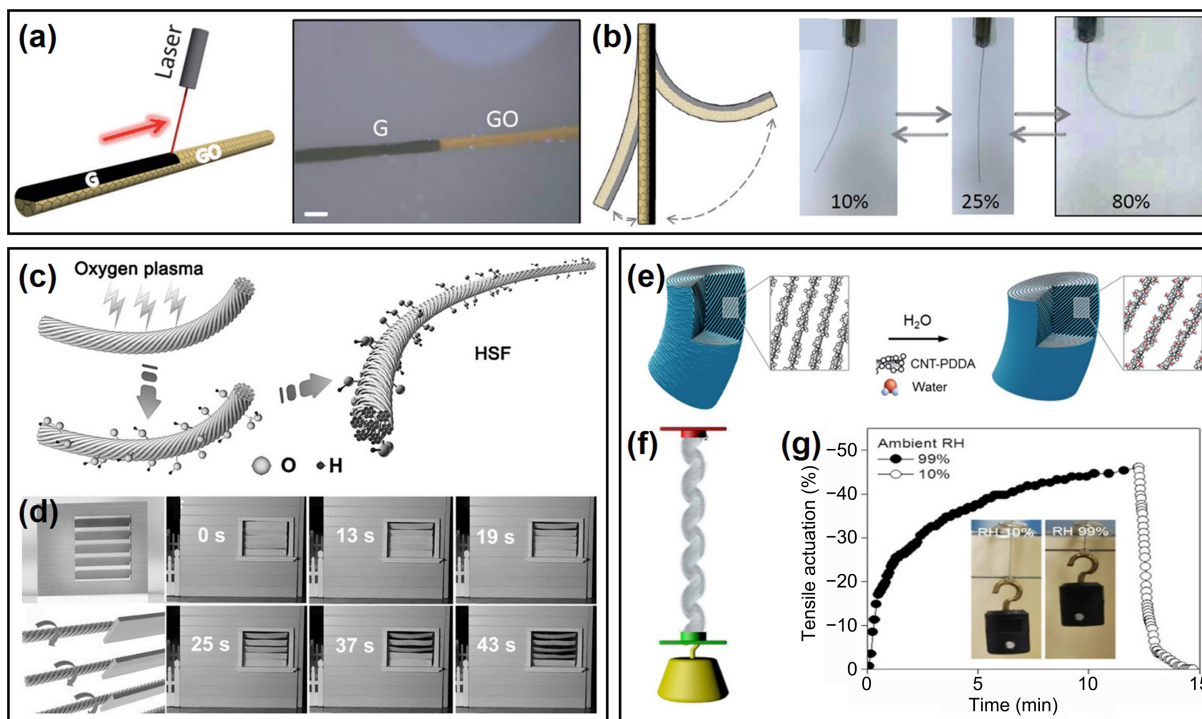 (a)
Laser
G
GO
G
GO
(b)
10%
25%
80%
(c)
Oxygen plasma
HSF
O
H
(d)
0 s
13 s
19 s
25 s
37 s
43 s
(e)
H₂O
CNT-PDDA
Water
(f)
(g)
Tensile actuation (%)
−50
−40
−30
−20
−10
0
Ambient RH
99%
10%
RH 10%
RH 99%
0
5
10
15
Time (min)